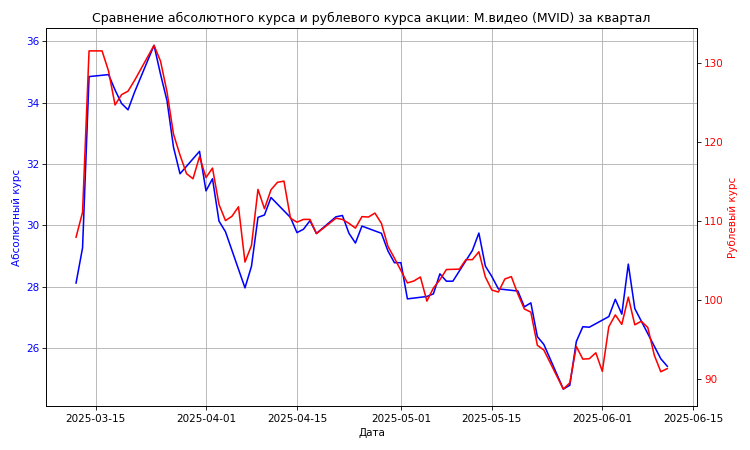 Сравнение абсолютного курса и рублевого курса акции: М.видео (MVID) за квартал
36
34
32
30
28
26
Абсолютный курс
130
120
110
100
90
Рублевый курс
2025-03-15 2025-04-01 2025-04-15 2025-05-01 2025-05-15 2025-06-01 2025-06-15
Дата